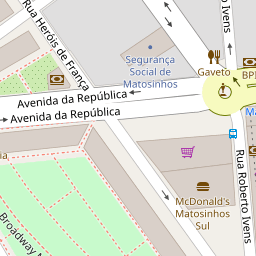 Rua Heróis de França
Rua Roberto Ivens
Segurança
Social de
Matosinhos
Gaveto
BPI
Avenida da República
Avenida da República
McDonald's
Matosinhos
Sul
Rua Roberto Ivens
Broadway